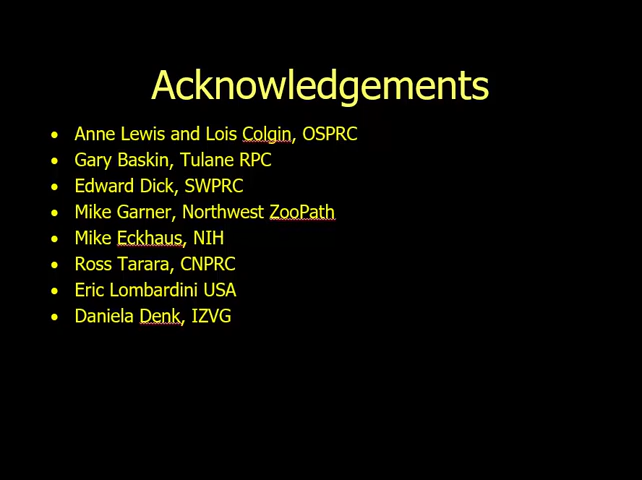 Acknowledgements
• Anne Lewis and Lois Colgin, OSPRC
• Gary Baskin, Tulane RPC
• Edward Dick, SWPRC
• Mike Garner, Northwest ZooPath
• Mike Eckhaus, NIH
• Ross Tarara, CNPRC
• Eric Lombardini USA
• Daniela Denk, IZVG